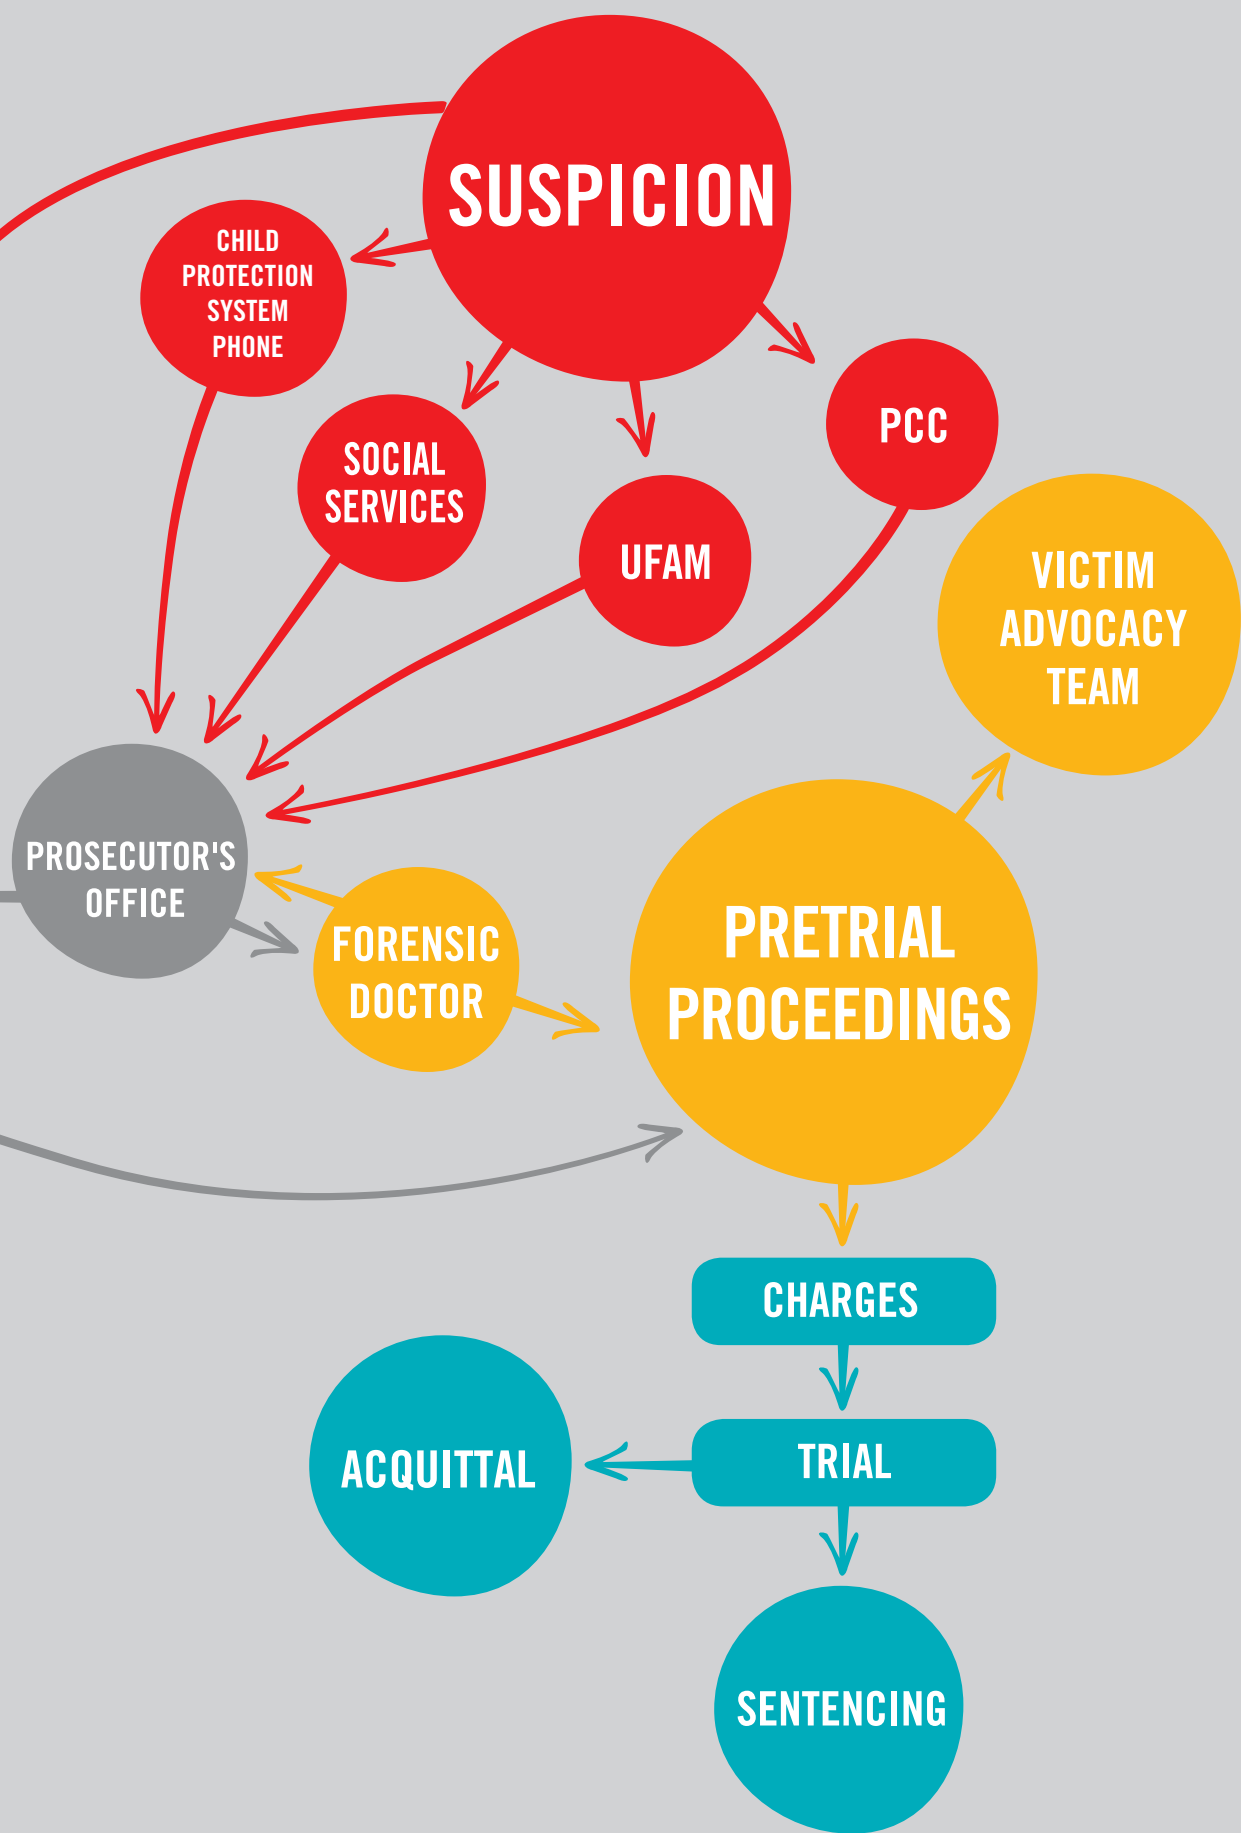 SUSPICION
CHILD
PROTECTION
SYSTEM
PHONE
SOCIAL
SERVICES
UFAM
PCC
VICTIM
ADVOCACY
TEAM
PROSECUTOR'S
OFFICE
FORENSIC
DOCTOR
PRETRIAL
PROCEEDINGS
CHARGES
TRIAL
ACQUITTAL
SENTENCING